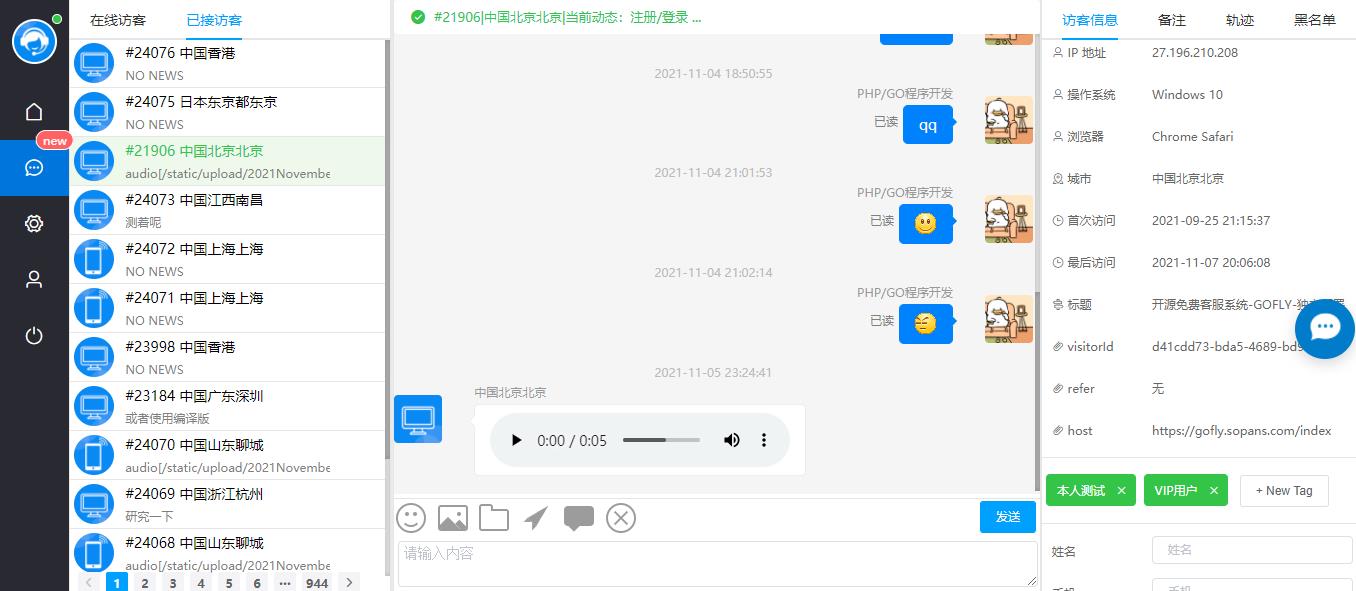 new
在线访客
已接访客
#24076 中国香港
NO NEWS
#24075 日本东京都东京
NO NEWS
#21906 中国北京北京
audio[/static/upload/2021Novembe
#24073 中国江西南昌
测着呢
#24072 中国上海上海
NO NEWS
#24071 中国上海上海
NO NEWS
#23998 中国香港
NO NEWS
#23184 中国广东深圳
或者使用编译版
#24070 中国山东聊城
audio[/static/upload/2021Novembe
#24069 中国浙江杭州
研究一下
#24068 中国山东聊城
audio[/static/upload/2021Novembe
1 2 3 4 5 6 ... 944
#21906|中国北京北京|当前动态：注册/登录 ...
2021-11-04 18:50:55
PHP/GO程序开发
已读
qq
2021-11-04 21:01:53
PHP/GO程序开发
已读
2021-11-04 21:02:14
PHP/GO程序开发
已读
2021-11-05 23:24:41
中国北京北京
0:00 / 0:05
发送
请输入内容
访客信息
备注
轨迹
黑名单
IP 地址 27.196.210.208
操作系统 Windows 10
浏览器 Chrome Safari
城市 中国北京北京
首次访问 2021-09-25 21:15:37
最后访问 2021-11-07 20:06:08
标题 开源免费客服系统-GOFLY-独
visitorId d41cdd73-bda5-4689-bd9
refer 无
host https://gofly.sopans.com/index
本人测试 ×
VIP用户 ×
+ New Tag
姓名 姓名